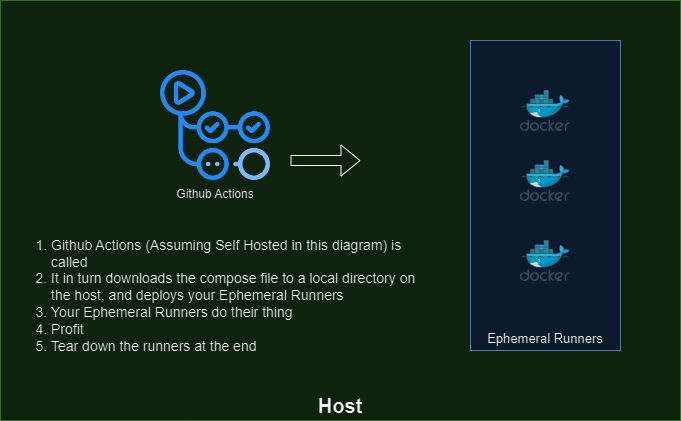 docker
docker
docker
Github Actions
1. Github Actions (Assuming Self Hosted in this diagram) is
called
2. It in turn downloads the compose file to a local directory on
the host, and deploys your Ephemeral Runners
3. Your Ephemeral Runners do their thing
4. Profit
5. Tear down the runners at the end
Ephemeral Runners
Host